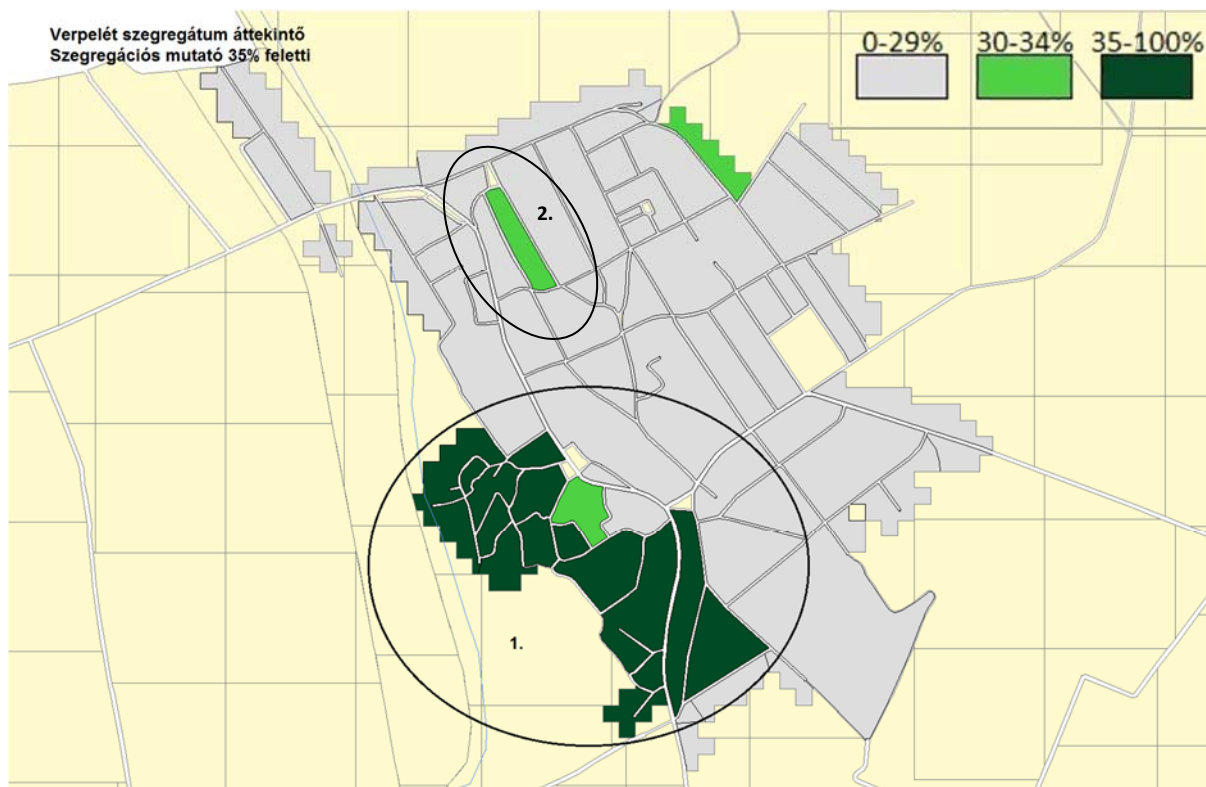 Verpelét szegregátum áttekintő
Szegregációs mutató 35% feletti
0-29% 30-34% 35-100%
2.
1.